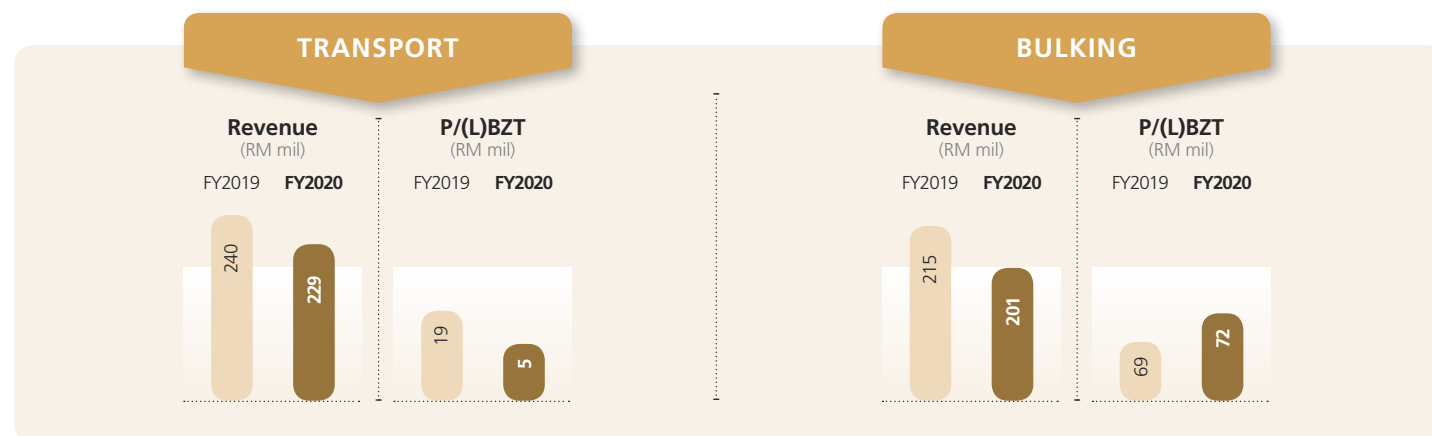 TRANSPORT
Revenue
(RM mil)
FY2019 FY2020
240
229
P/(L)BZT
(RM mil)
FY2019 FY2020
19
5
BULKING
Revenue
(RM mil)
FY2019 FY2020
215
201
P/(L)BZT
(RM mil)
FY2019 FY2020
69
72